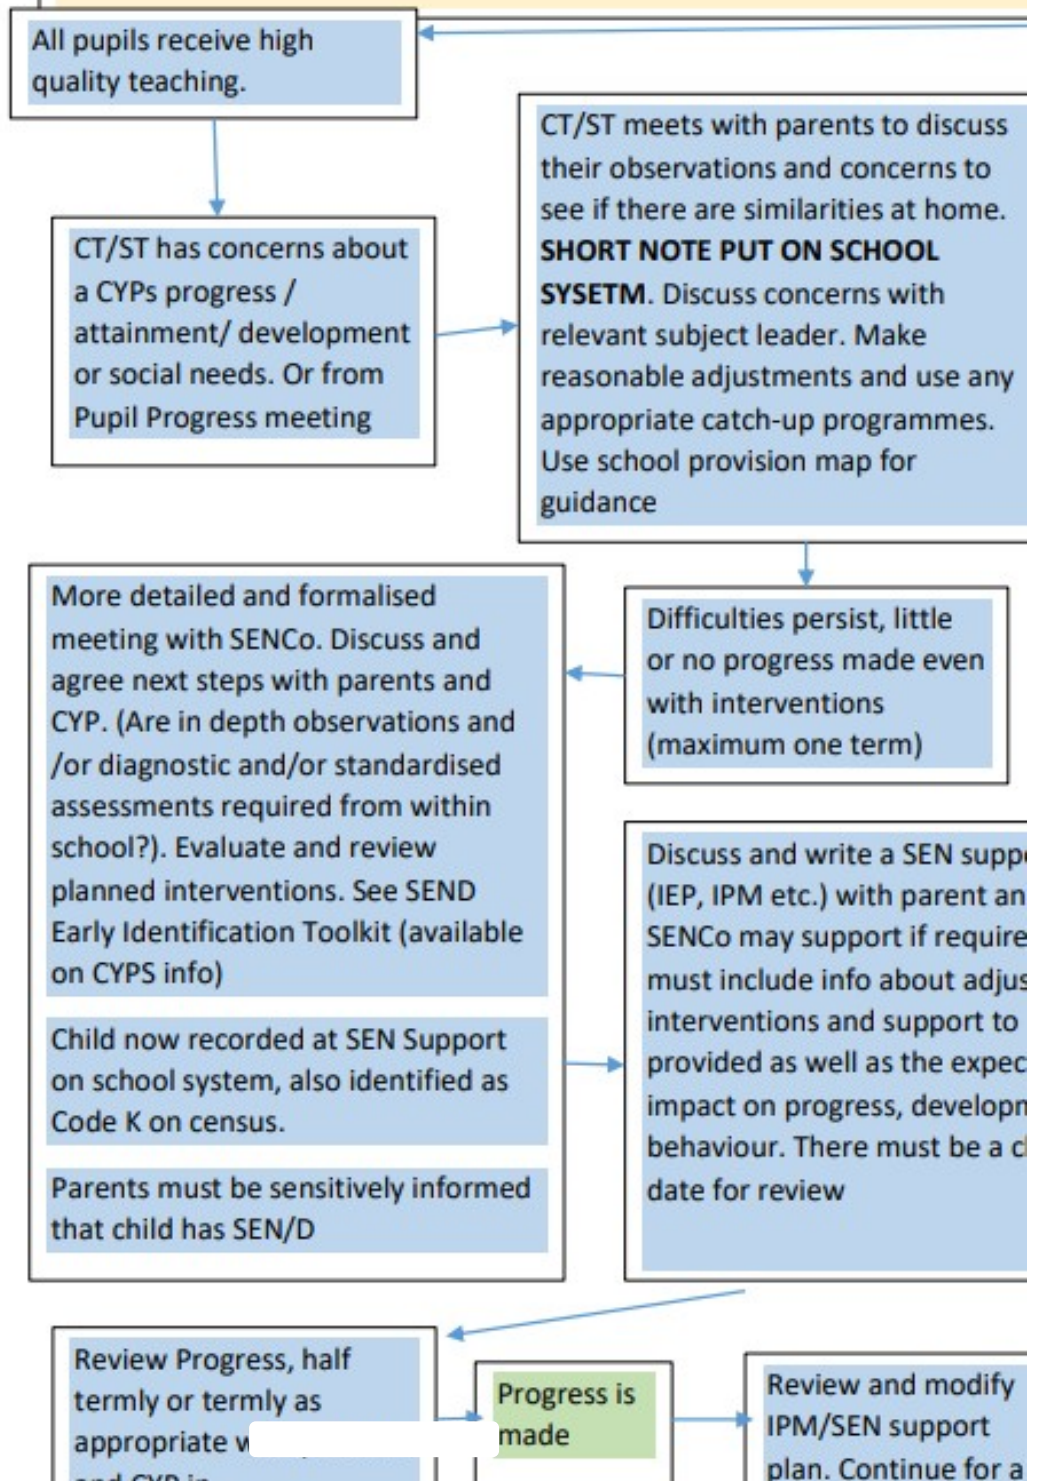 All pupils receive high
quality teaching.
CT/ST has concerns about
a CYPs progress /
attainment/ development
or social needs. Or from
Pupil Progress meeting
CT/ST meets with parents to discuss
their observations and concerns to
see if there are similarities at home.
SHORT NOTE PUT ON SCHOOL
SYSETM. Discuss concerns with
relevant subject leader. Make
reasonable adjustments and use any
appropriate catch-up programmes.
Use school provision map for
guidance
Difficulties persist, little
or no progress made even
with interventions
(maximum one term)
More detailed and formalised
meeting with SENCo. Discuss and
agree next steps with parents and
CYP. (Are in depth observations and
/or diagnostic and/or standardised
assessments required from within
school?). Evaluate and review
planned interventions. See SEND
Early Identification Toolkit (available
on CYPS info)
Child now recorded at SEN Support
on school system, also identified as
Code K on census.
Parents must be sensitively informed
that child has SEN/D
Discuss and write a SEN
(IEP, IPM etc.) with parent
SENCo may support if
must include info about
interventions and support to
provided as well as the
impact on progress,
behaviour. There must be a
date for review
Review Progress, half
termly or termly as
appropriate
and CYP in
Progress is
made
Review and modify
IPM/SEN support
plan. Continue for a